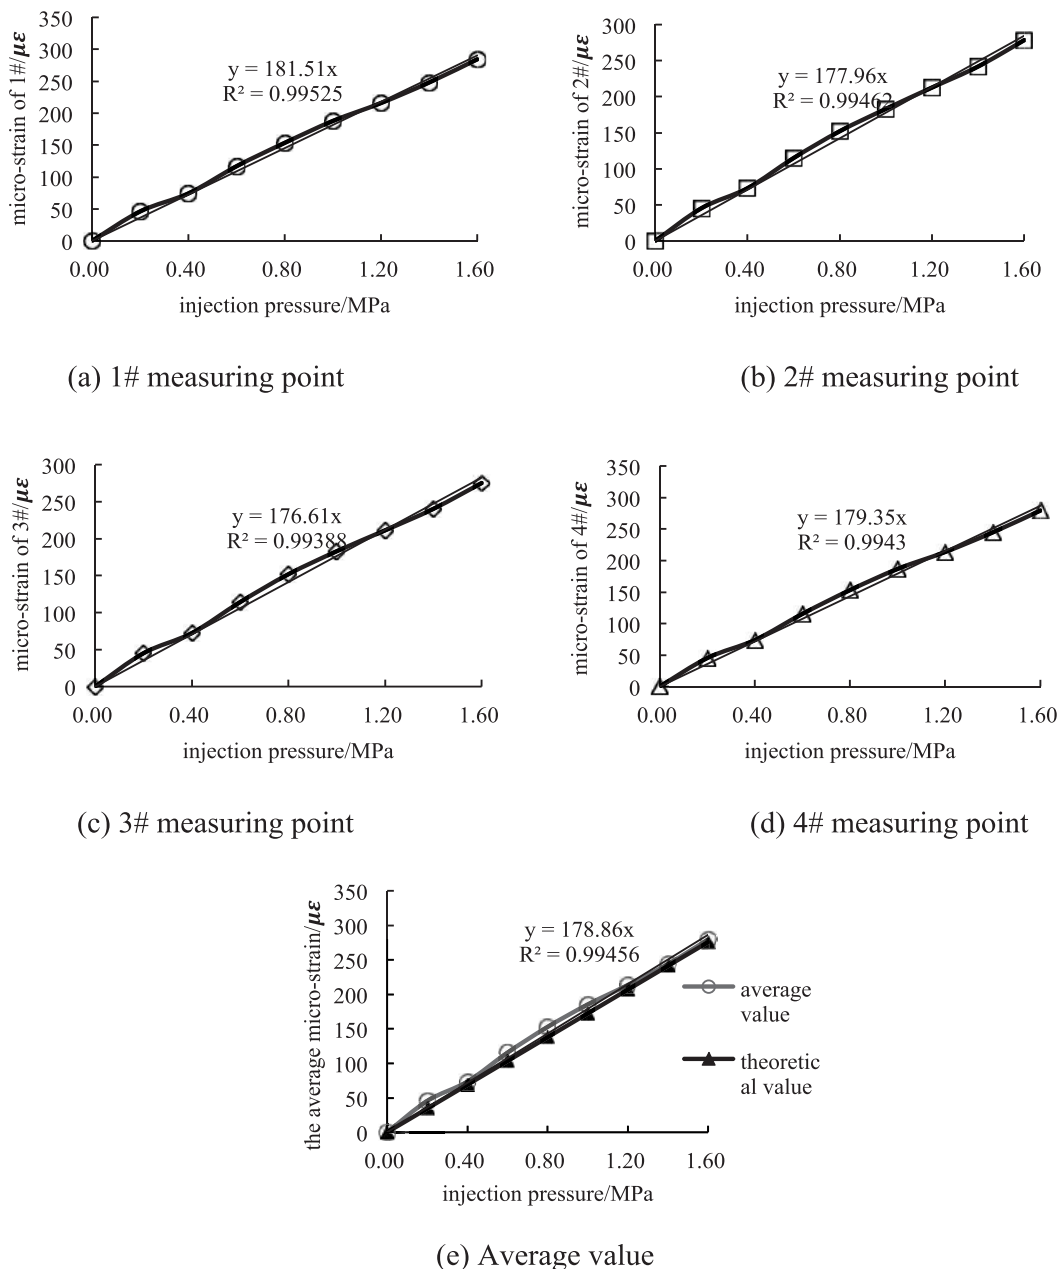 micro-strain of 1#/με
350
300
250
200
150
100
50
0
y = 181.51x
R² = 0.99525
0.00 0.40 0.80 1.20 1.60
injection pressure/MPa
(a) 1# measuring point
micro-strain of 2#/με
300
250
200
150
100
50
0
y = 177.96x
R² = 0.99462
0.00 0.40 0.80 1.20 1.60
injection pressure/MPa
(b) 2# measuring point
micro-strain of 3#/με
300
250
200
150
100
50
0
y = 176.61x
R² = 0.99388
0.00 0.40 0.80 1.20 1.60
injection pressure/MPa
(c) 3# measuring point
micro-strain of 4#/με
350
300
250
200
150
100
50
0
y = 179.35x
R² = 0.9943
0.00 0.40 0.80 1.20 1.60
injection pressure/MPa
(d) 4# measuring point
the average micro-strain/με
350
300
250
200
150
100
50
0
y = 178.86x
R² = 0.99456
average
value
theoretic
al value
0.00 0.40 0.80 1.20 1.60
injection pressure/MPa
(e) Average value